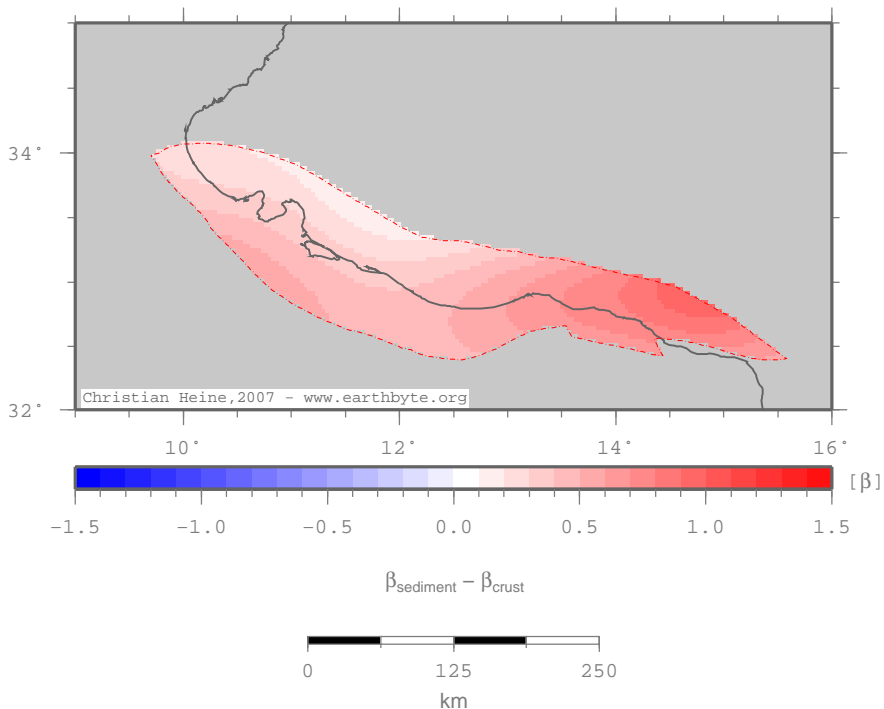 34°
32°
Christian Heine,2007 - www.earthbyte.org
10° 12° 14° 16°
[β]
-1.5 -1.0 -0.5 0.0 0.5 1.0 1.5
βsediment – βcrust
0 125 250
km